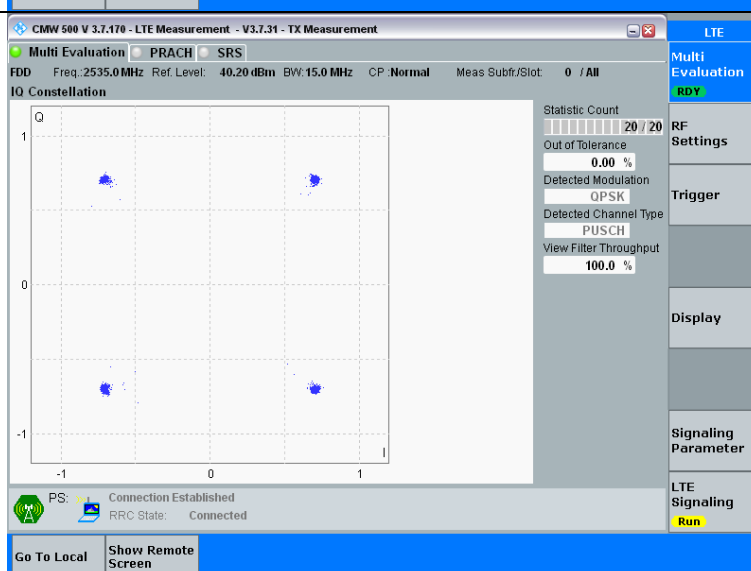 CMW 500 V 3.7.170 - LTE Measurement - V3.7.31 - TX Measurement
LTE
Multi Evaluation PRACH SRS
FDD Freq.:2535.0 MHz Ref. Level: 40.20 dBm BW:15.0 MHz CP :Normal Meas Subfr./Slot: 0 / All
IQ Constellation
Q
1
0
-1
-1 0 1
I
Statistic Count
20 / 20
Out of Tolerance
0.00 %
Detected Modulation
QPSK
Detected Channel Type
PUSCH
View Filter Throughput
100.0 %
Multi
Evaluation
RDY
RF
Settings
Trigger
Display
Signaling
Parameter
LTE
Signaling
Run
PS: Connection Established
RRC State: Connected
Go To Local
Show Remote
Screen